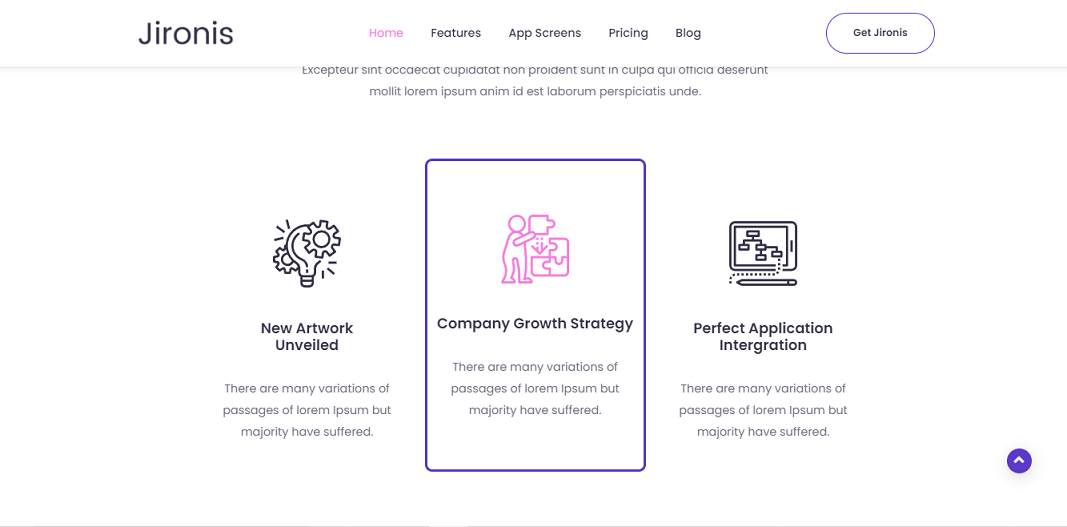 Jironis
Home
Features
App Screens
Pricing
Blog
Get Jironis
Excepteur sint occaecat cupidatat non proident sunt in culpa qui officia deserunt
mollit lorem ipsum anim id est laborum perspiciatis unde.
New Artwork
Unveiled
There are many variations of
passages of lorem Ipsum but
majority have suffered.
Company Growth Strategy
There are many variations of
passages of lorem Ipsum but
majority have suffered.
Perfect Application
Intergration
There are many variations of
passages of lorem Ipsum but
majority have suffered.